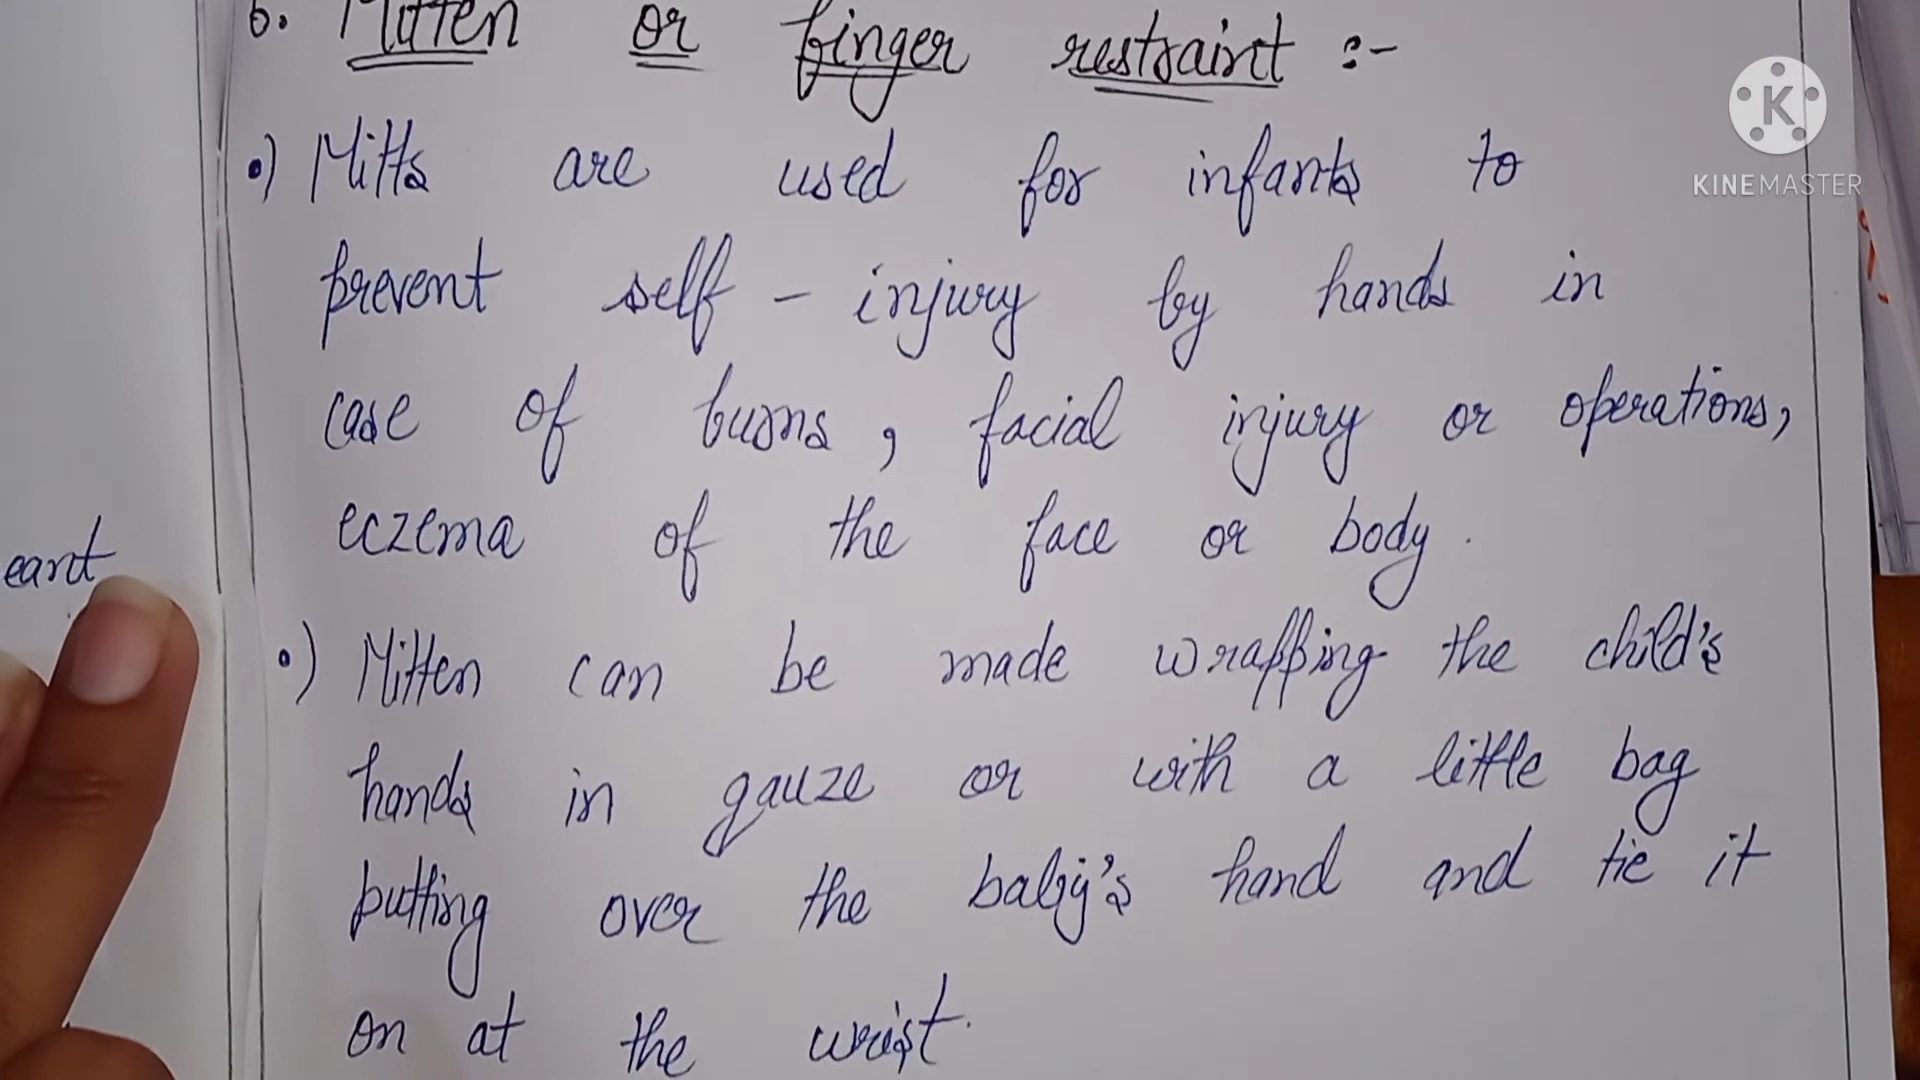 6. Mitten or finger restraint :-
•) Mitts are used for infants to
prevent self - injury by hands in
case of burns, facial injury or operations,
eczema of the face or body.
eant
•) Mitten can be made wrapping the child's
hands in gauze or with a little bag
putting over the baby's hand and tie it
on at the wrist.
K
KINEMASTER